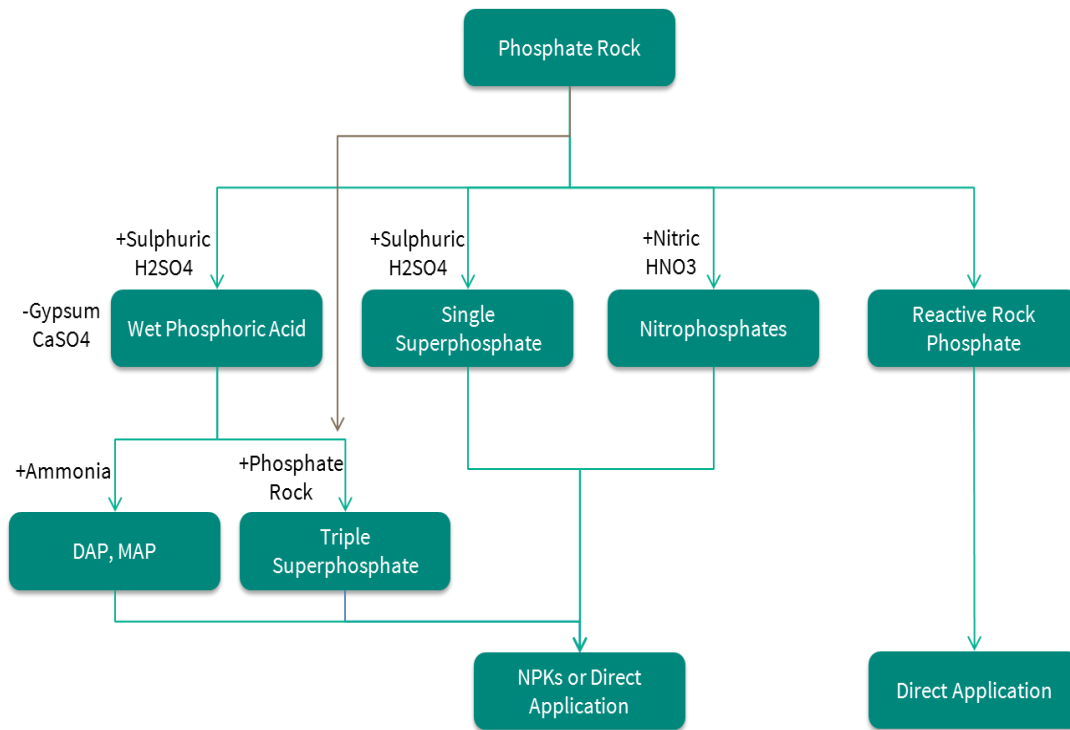 Phosphate Rock
+Sulphuric
H2SO4
+Sulphuric
H2SO4
+Nitric
HNO3
-Gypsum
CaSO4
Wet Phosphoric Acid
Single
Superphosphate
Nitrophosphates
Reactive Rock
Phosphate
+Ammonia
+Phosphate
Rock
DAP, MAP
Triple
Superphosphate
NPKs or Direct
Application
Direct Application